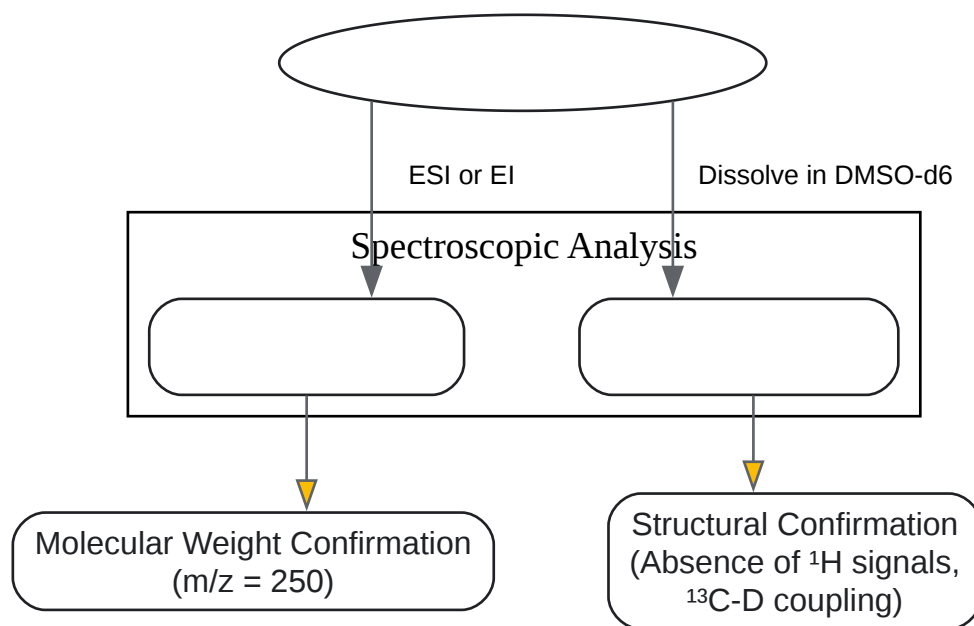 ESI or EI
Dissolve in DMSO-d6
Spectroscopic Analysis
Molecular Weight Confirmation
(m/z = 250)
Structural Confirmation
(Absence of ¹H signals,
¹³C-D coupling)